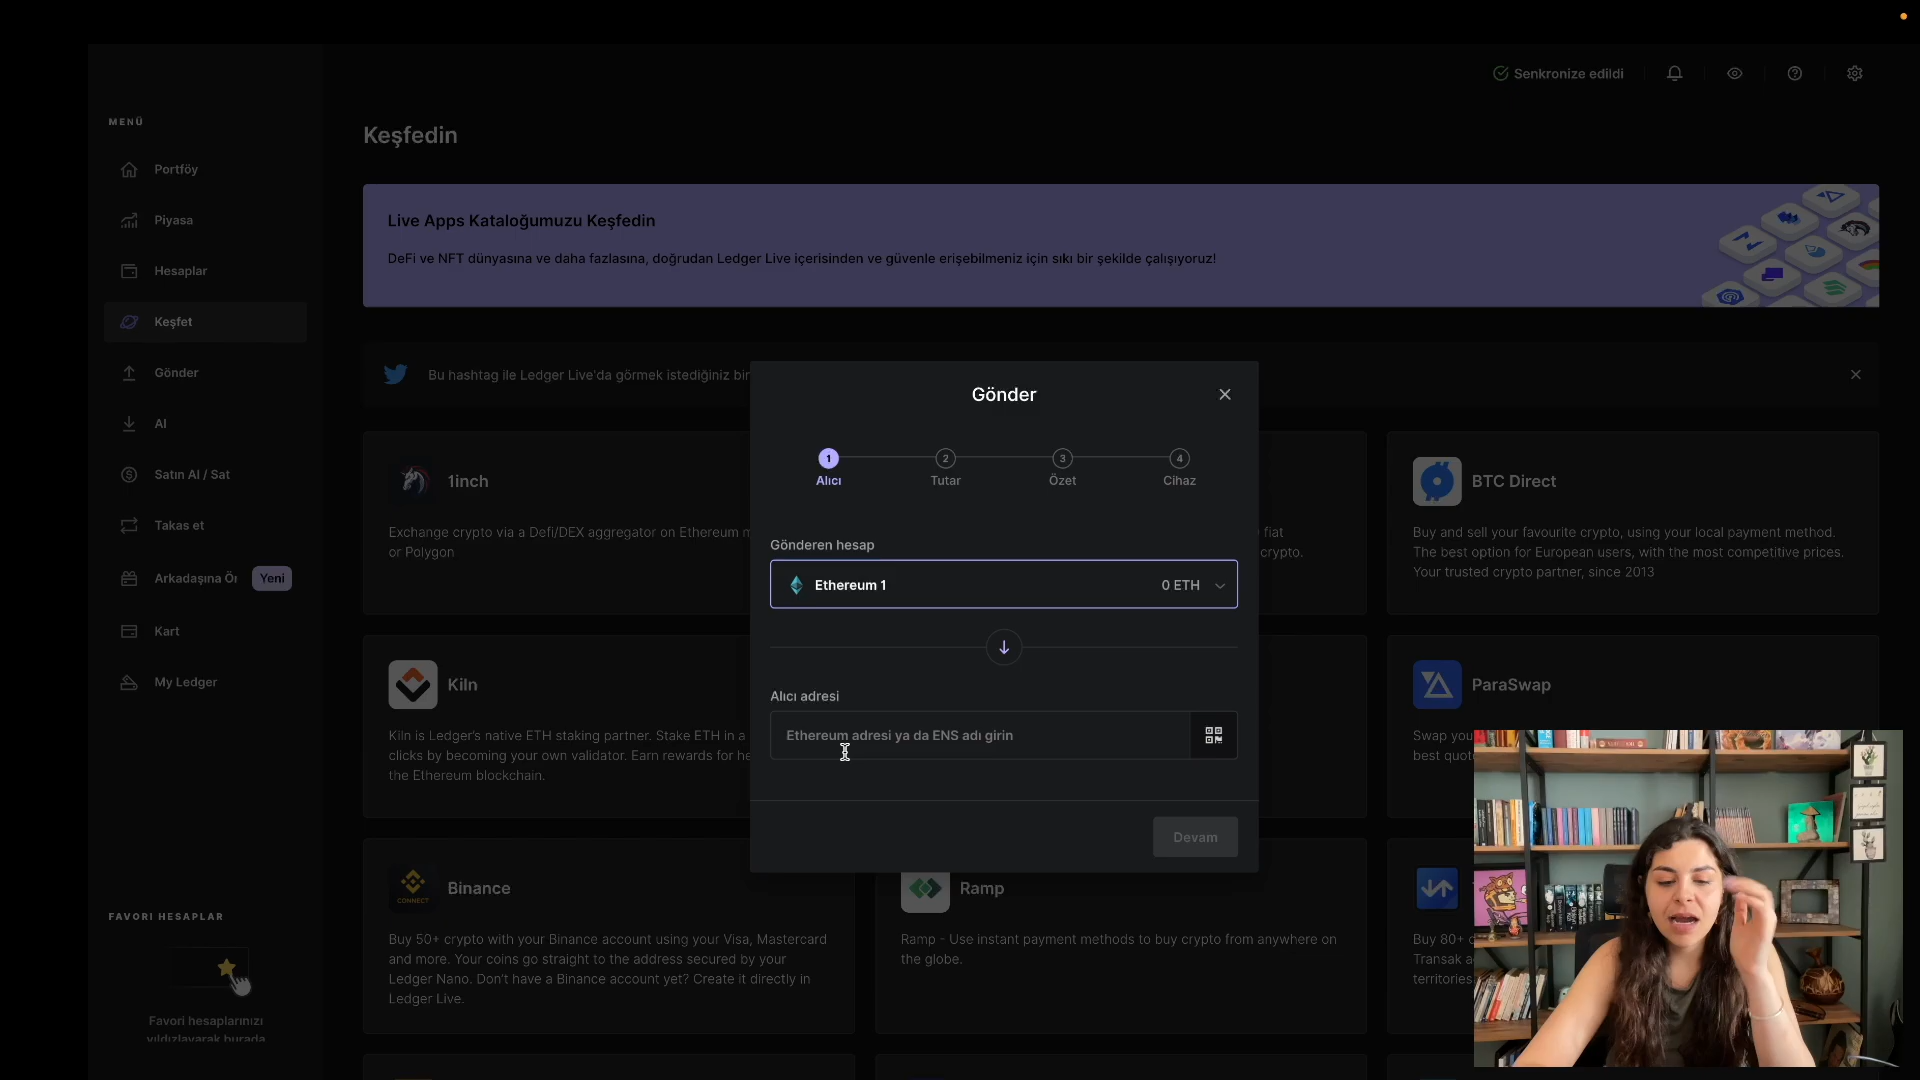 Senkronize edildi
MENÜ
Portföy
Piyasa
Hesaplar
Keşfet
Gönder
Al
Satın Al / Sat
Takas et
Arkadaşına Ör
Yeni
Kart
My Ledger
FAVORİ HESAPLAR
Favori hesaplarınızı
yıldızlayarak burada
Keşfedin
Live Apps Kataloğumuzu Keşfedin
DeFi ve NFT dünyasına ve daha fazlasına, doğrudan Ledger Live içerisinden ve güvenle erişebilmeniz için sıkı bir şekilde çalışıyoruz!
Bu hashtag ile Ledger Live'da görmek istediğiniz bir
1inch
Exchange crypto via a Defi/DEX aggregator on Ethereum m
or Polygon
fiat
crypto.
BTC Direct
Buy and sell your favourite crypto, using your local payment method.
The best option for European users, with the most competitive prices.
Your trusted crypto partner, since 2013
Kiln
Kiln is Ledger's native ETH staking partner. Stake ETH in a
clicks by becoming your own validator. Earn rewards for he
the Ethereum blockchain.
ParaSwap
Swap you
best quot
Binance
CONNECT
Buy 50+ crypto with your Binance account using your Visa, Mastercard
and more. Your coins go straight to the address secured by your
Ledger Nano. Don't have a Binance account yet? Create it directly in
Ledger Live.
Ramp
Ramp - Use instant payment methods to buy crypto from anywhere on
the globe.
Buy 80+ c
Transak a
territories
Gönder
1
2
3
4
Alıcı
Tutar
Özet
Cihaz
Gönderen hesap
Ethereum 1
0 ETH
Alıcı adresi
Ethereum adresi ya da ENS adı girin
Devam